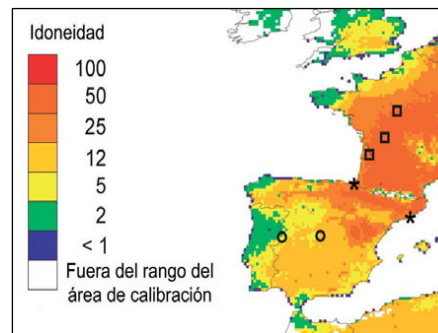 Idoneidad
100
50
25
12
5
2
< 1
Fuera del rango del
área de calibración